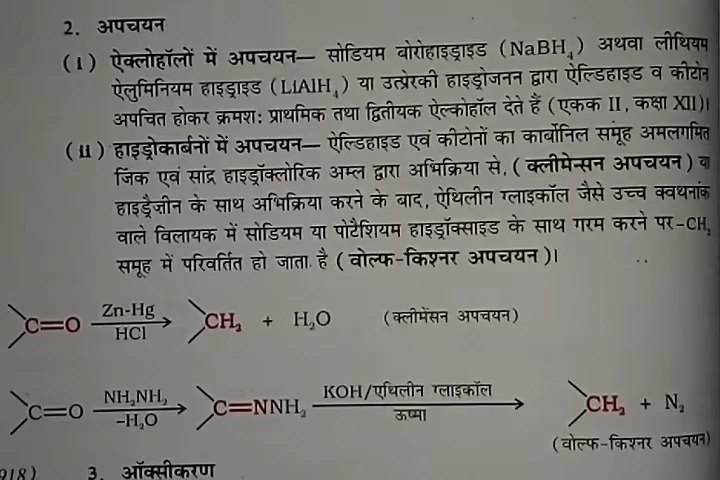 2. अपचयन
(i) ऐक्लोहॉलों में अपचयन— सोडियम बोरोहाइड्राइड (NaBH₄) अथवा लीथियम
ऐलुमिनियम हाइड्राइड (LiAlH₄) या उत्प्रेरकी हाइड्रोजनन द्वारा ऐल्डिहाइड व कीटोन
अपचित होकर क्रमशः प्राथमिक तथा द्वितीयक ऐल्कोहॉल देते हैं (एकक II, कक्षा XII)।
(ii) हाइड्रोकार्बनों में अपचयन— ऐल्डिहाइड एवं कीटोनों का कार्बोनिल समूह अमलगमित
जिंक एवं सांद्र हाइड्रॉक्लोरिक अम्ल द्वारा अभिक्रिया से, (क्लीमेन्सन अपचयन) या
हाइड्रैज़ीन के साथ अभिक्रिया करने के बाद, ऐथिलीन ग्लाइकॉल जैसे उच्च क्वथनांक
वाले विलायक में सोडियम या पोटैशियम हाइड्रॉक्साइड के साथ गरम करने पर –CH₂
समूह में परिवर्तित हो जाता है (वोल्फ-किश्नर अपचयन)।
C=O Zn-Hg CH₂ + H₂O (क्लीमेंसन अपचयन)
HCl
C=O NH₂NH₂ C=NNH₂ KOH/एथिलीन ग्लाइकॉल CH₂ + N₂
–H₂O ऊष्मा
(वोल्फ-किश्नर अपचयन)
918) 3. ऑक्सीकरण